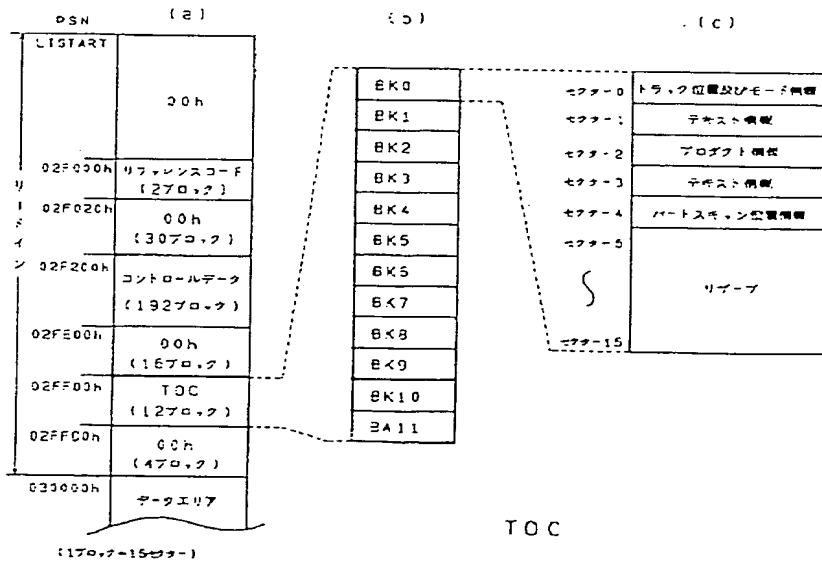 PSN
(a)
(b)
(c)
LISTART
リードイン
00h
02F000h
リファレンスコード
(2ブロック)
02F020h
00h
(30ブロック)
02F200h
コントロールデータ
(192ブロック)
02FE00h
00h
(16ブロック)
02FF00h
TOC
(12ブロック)
02FFC0h
00h
(4ブロック)
030000h
データエリア
BK0
BK1
BK2
BK3
BK4
BK5
BK6
BK7
BK8
BK9
BK10
BA11
セクター0 トラック位置及びモード情報
セクター1 テキスト情報
セクター2 プロダクト情報
セクター3 テキスト情報
セクター4 パートスキャン位置情報
セクター5
リザーブ
セクター15
TOC
(1ブロック-15セクター)